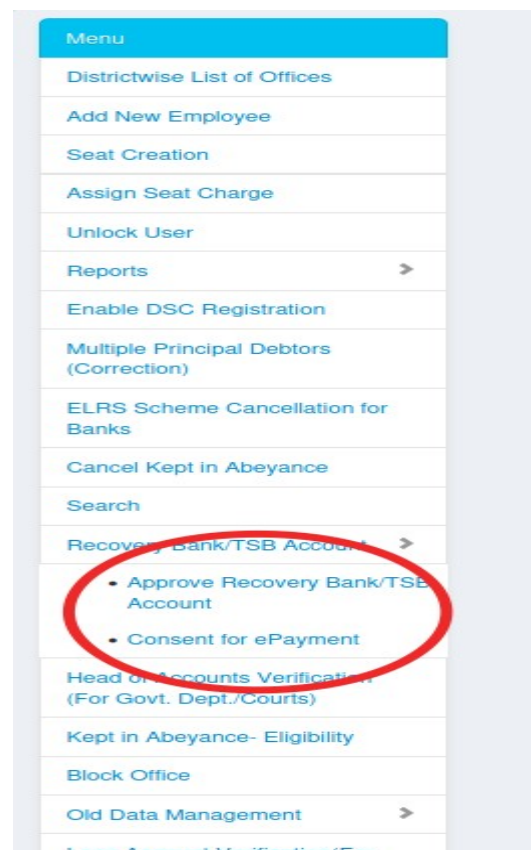 Menu
Districtwise List of Offices
Add New Employee
Seat Creation
Assign Seat Charge
Unlock User
Reports
Enable DSC Registration
Multiple Principal Debtors
(Correction)
ELRS Scheme Cancellation for
Banks
Cancel Kept in Abeyance
Search
Recovery Bank/TSB Account
Approve Recovery Bank/TSB
Account
Consent for ePayment
Head of Accounts Verification
(For Govt. Dept./Courts)
Kept in Abeyance- Eligibility
Block Office
Old Data Management